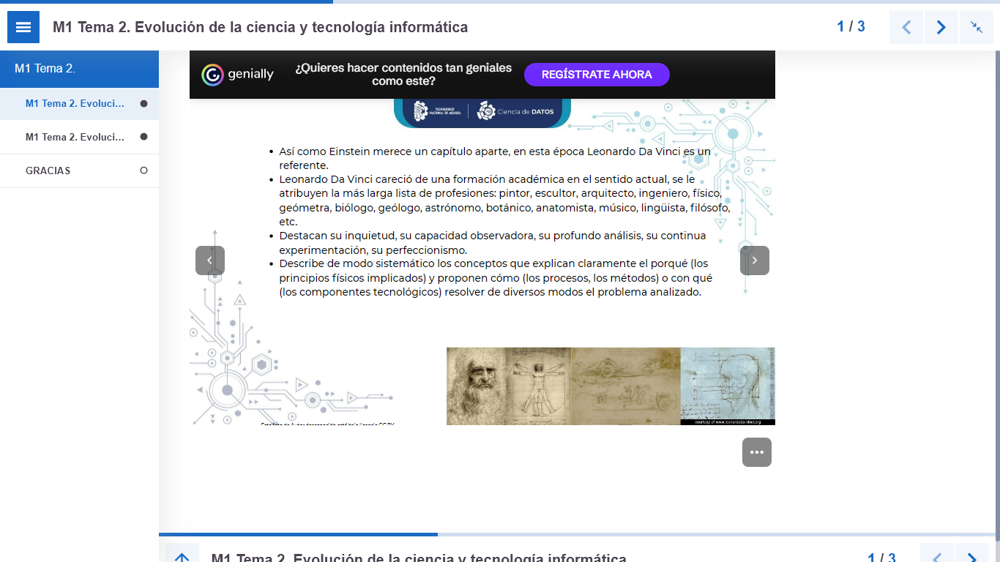 M1 Tema 2. Evolución de la ciencia y tecnología informática
1 / 3
M1 Tema 2.
M1 Tema 2. Evoluci...
M1 Tema 2. Evoluci...
GRACIAS
genially
¿Quieres hacer contenidos tan geniales
como este?
REGÍSTRATE AHORA
TECNOLÓGICO
NACIONAL DE MÉXICO
Ciencia de DATOS
• Así como Einstein merece un capítulo aparte, en esta época Leonardo Da Vinci es un
referente.
• Leonardo Da Vinci careció de una formación académica en el sentido actual, se le
atribuyen la más larga lista de profesiones: pintor, escultor, arquitecto, ingeniero, físico,
geómetra, biólogo, geólogo, astrónomo, botánico, anatomista, músico, lingüista, filósofo,
etc.
• Destacan su inquietud, su capacidad observadora, su profundo análisis, su continua
experimentación, su perfeccionismo.
• Describe de modo sistemático los conceptos que explican claramente el porqué (los
principios físicos implicados) y proponen cómo (los procesos, los métodos) o con qué
(los componentes tecnológicos) resolver de diversos modos el problema analizado.
courtesy of www.leonardoda-vinci.org
M1 Tema 2. Evolución de la ciencia y tecnología informática
1 / 3